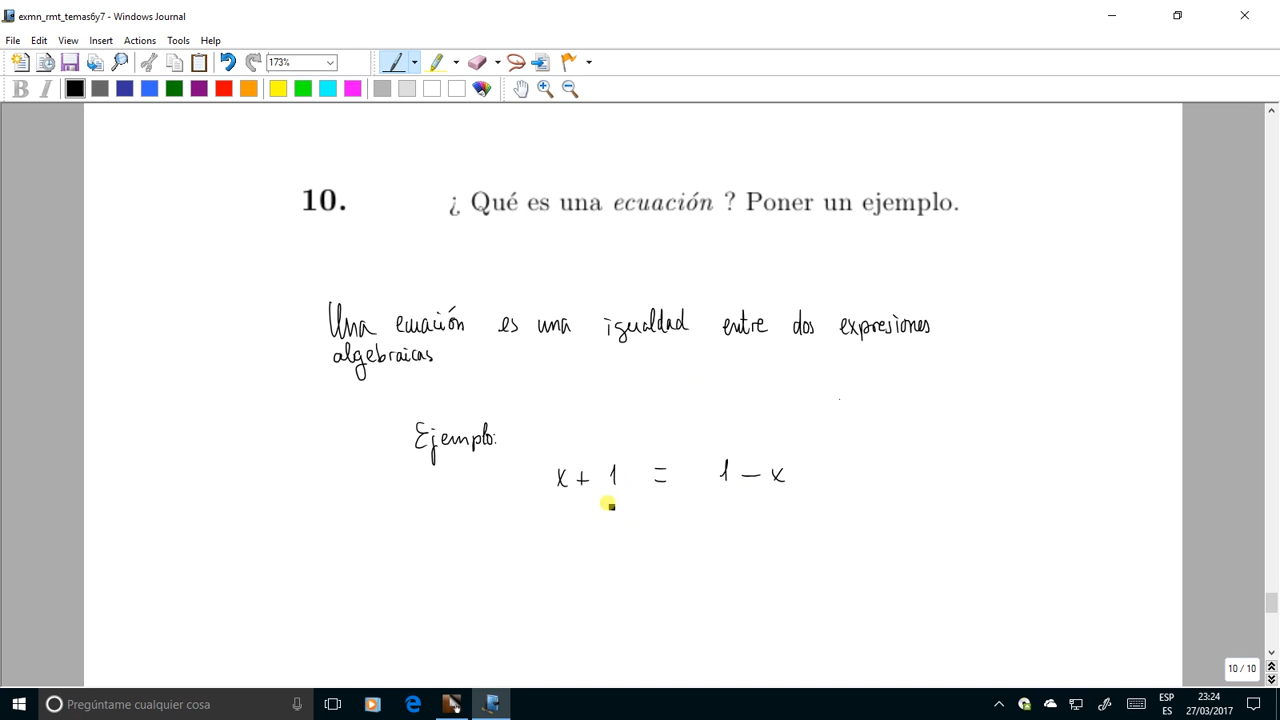 exmn_rmt_temas6y7 - Windows Journal
File Edit View Insert Actions Tools Help
173%
B I
10. ¿ Qué es una ecuación ? Poner un ejemplo.
Una ecuación es una igualdad entre dos expresiones
algebraicas
Ejemplo:
x + 1 = 1 - x
10 / 10
Pregúntame cualquier cosa
ESP
ES
23:24
27/03/2017